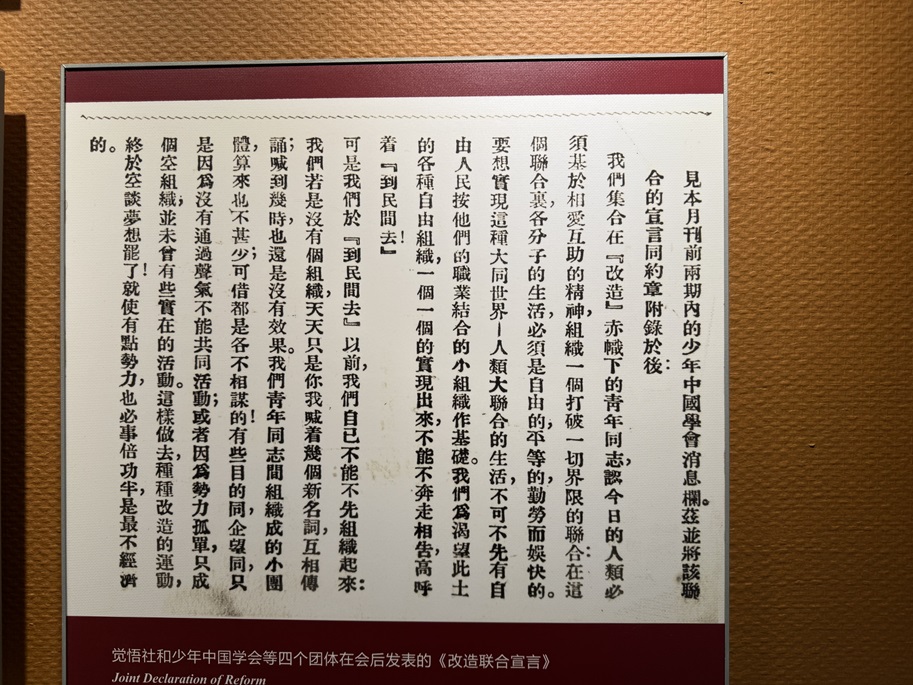 見本月刊前兩期內的少年中國學會消息欄。茲並將該聯
合的宣言同約章附錄於後：
我們集合在『改造』赤幟下的青年同志，認今日的人類必
須基於相愛互助的精神，組織一個打破一切界限的聯合：在這
個聯合裏，各分子的生活，必須是自由的，平等的，勤勞而娛快的。
要想實現這種大同世界—人類大聯合的生活，不可不先有自
由人民按他們的職業結合的小組織作基礎。我們爲渴望此土
的各種自由組織，一個一個的實現出來，不能不奔走相告，高呼
着『到民間去！』
可是我們於『到民間去』以前，我們自已不能不先組織起來：
我們若是沒有個組織，天天只是你我喊着幾個新名詞，互相傳
誦；喊到幾時，也還是沒有效果。我們青年同志間組織成的小團
體，算來也不甚少；可借都是各不相謀的！有些目的同，企望同，只
是因爲沒有通過聲氣不能共同活動；或者因爲勢力孤單，只成
個空組織；並未曾有些實在的活動。這樣做去，種種改造的運動，
終於空談夢想罷了！就使有點勢力，也必事倍功半，是最不經濟
的。
觉悟社和少年中国学会等四个团体在会后发表的《改造联合宣言》
Joint Declaration of Reform